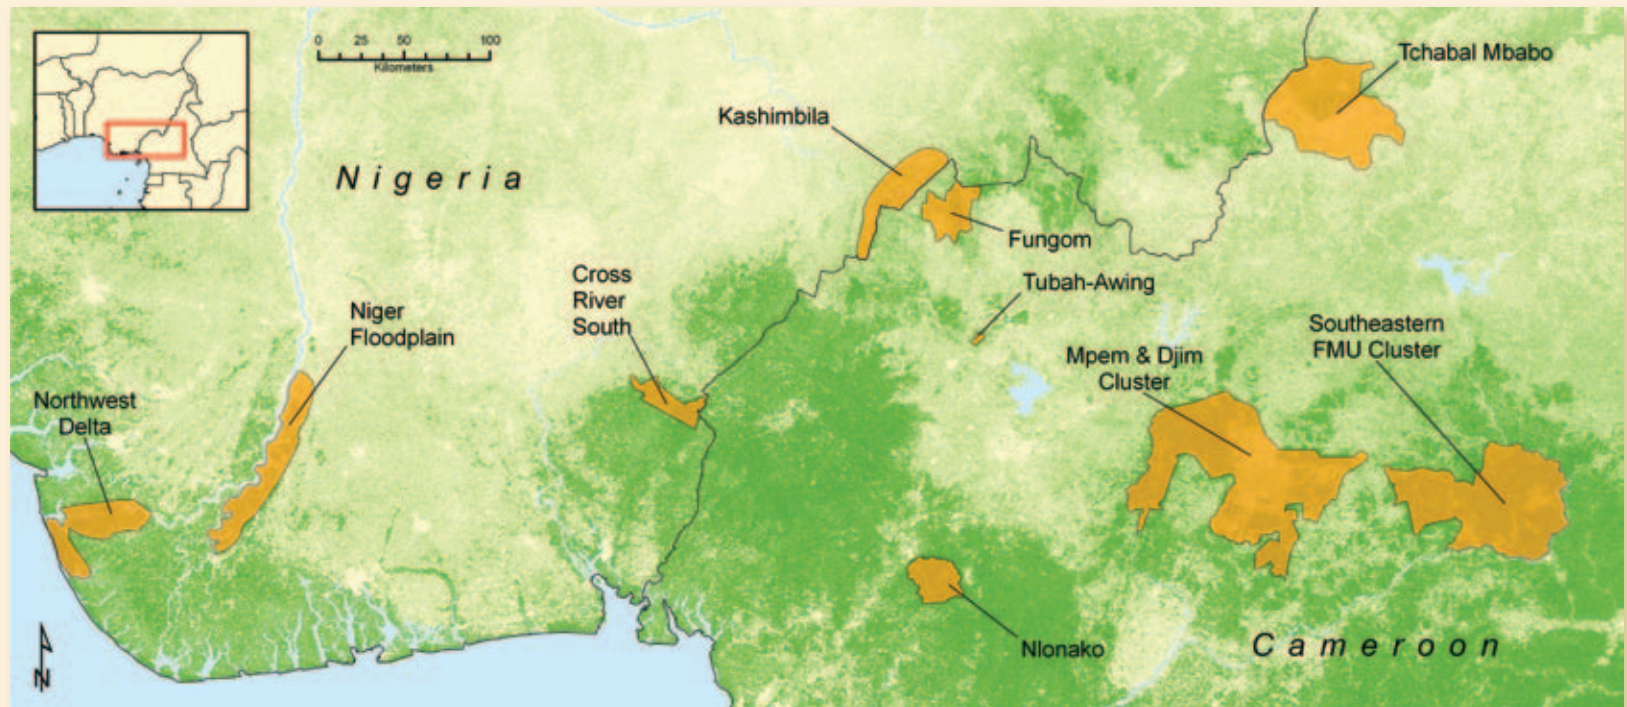 0 25 50 100
Kilometers
Tchabal Mbabo
Kashimbila
Nigeria
Fungom
Cross
River
South
Tubah-Awing
Niger
Floodplain
Southeastern
FMU Cluster
Mpem & Djim
Cluster
Northwest
Delta
Nlonako
Cameroon
N